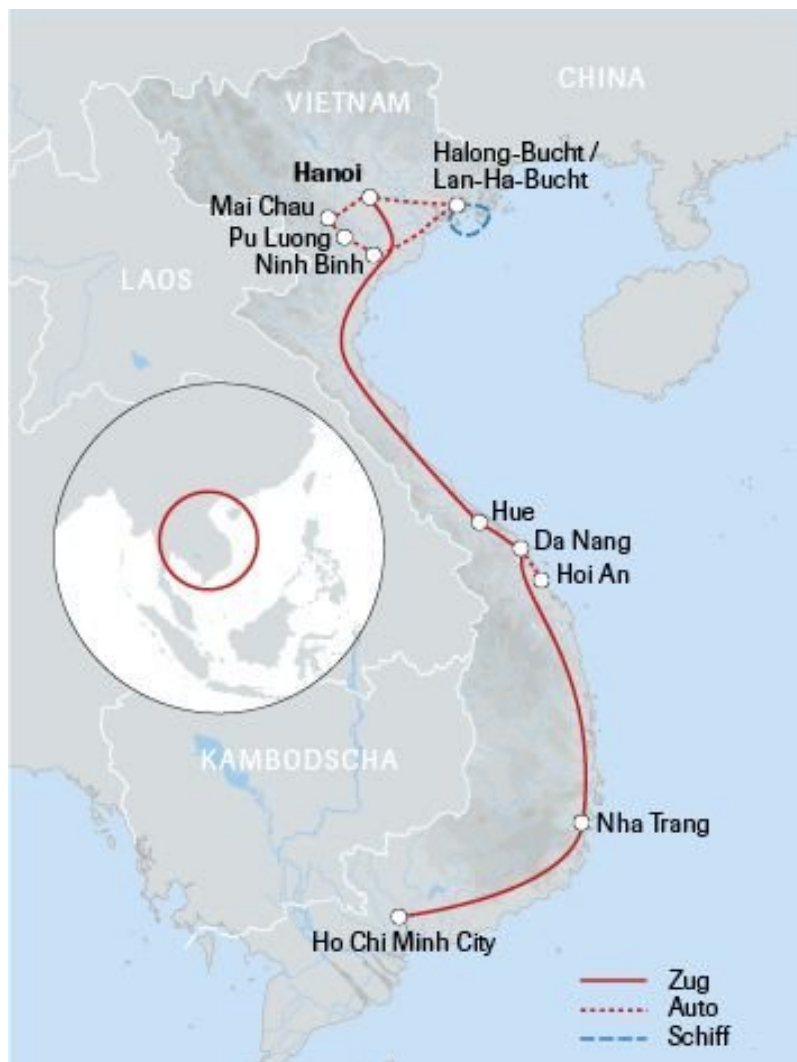 CHINA
VIETNAM
Hanoi
Halong-Bucht /
Lan-Ha-Bucht
Mai Chau
Pu Luong
Ninh Binh
LAOS
Hue
Da Nang
Hoi An
KAMBODSCHA
Nha Trang
Ho Chi Minh City
Zug
Auto
Schiff